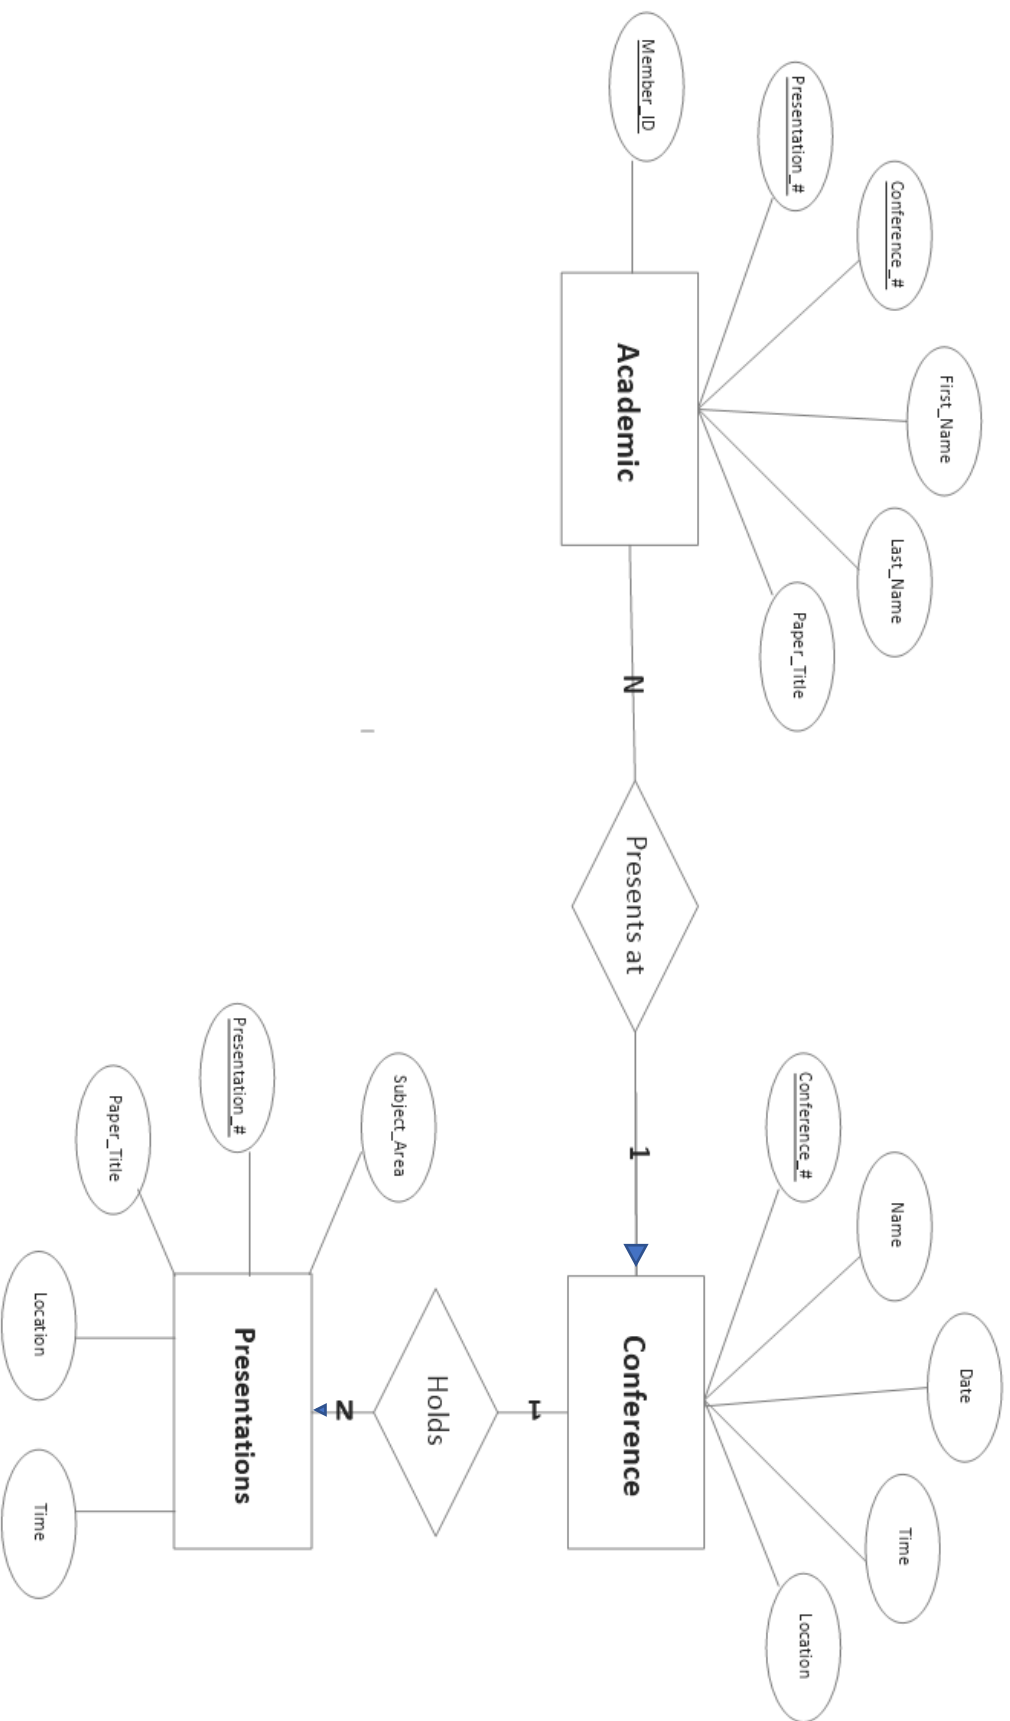 Member_ID
Presentation_#
Conference_#
First_Name
Last_Name
Paper_Title
Academic
N
Presents at
1
Conference_#
Name
Date
Time
Location
Conference
1
Holds
N
Subject_Area
Presentation_#
Paper_Title
Location
Time
Presentations